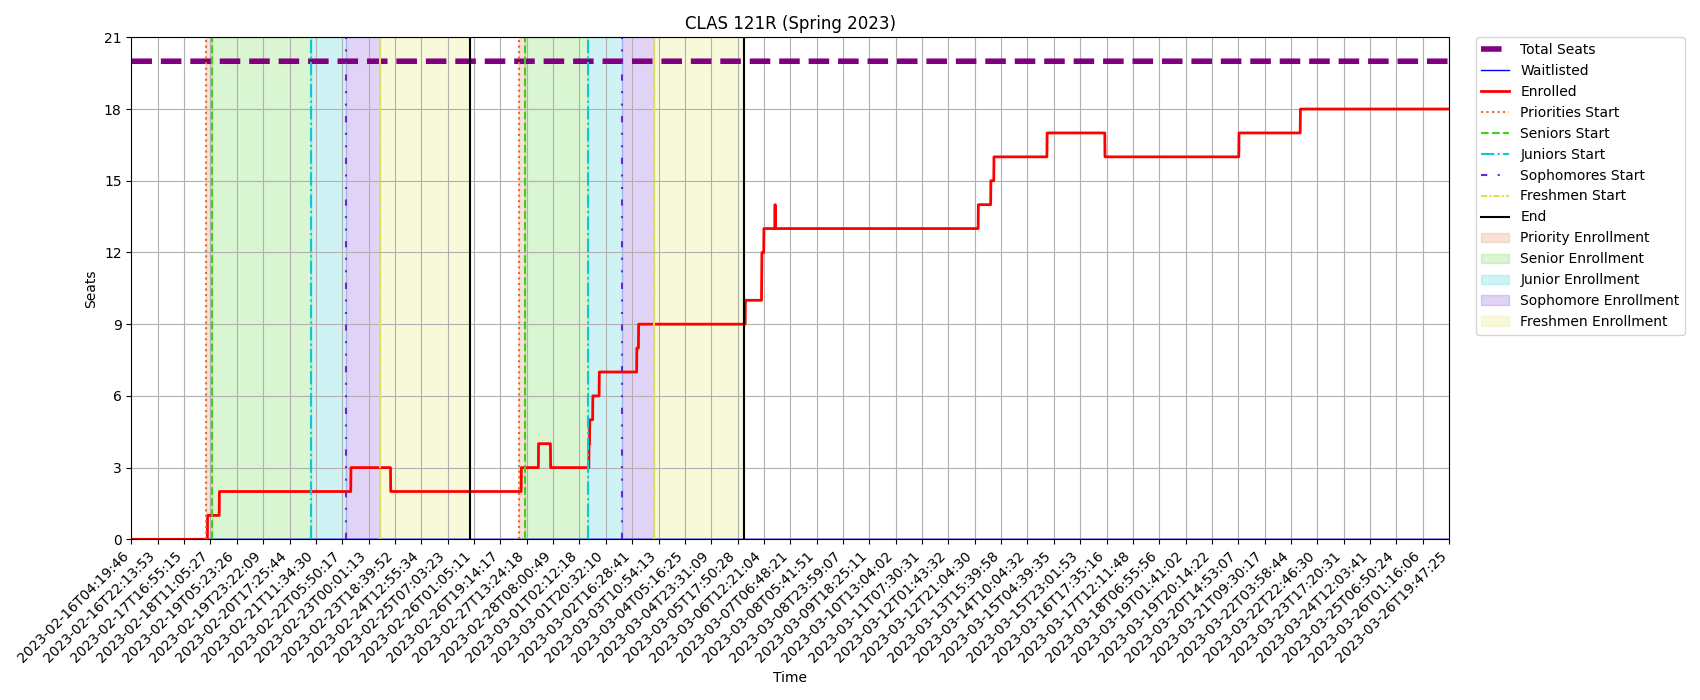 CLAS 121R (Spring 2023)
21
18
15
12
9
6
3
0
Seats
2023-02-16T04:19:46
2023-02-16T22:13:53
2023-02-17T16:55:15
2023-02-18T11:05:27
2023-02-19T05:23:26
2023-02-19T23:22:09
2023-02-20T17:25:44
2023-02-21T11:34:30
2023-02-22T05:50:17
2023-02-23T00:01:13
2023-02-23T18:39:52
2023-02-24T12:55:34
2023-02-25T07:03:23
2023-02-26T01:05:11
2023-02-26T19:14:17
2023-02-27T13:24:18
2023-02-28T08:00:49
2023-03-01T02:12:18
2023-03-01T20:32:10
2023-03-02T16:28:41
2023-03-03T10:54:13
2023-03-04T05:16:25
2023-03-04T23:31:09
2023-03-05T17:50:28
2023-03-06T12:21:04
2023-03-07T06:48:21
2023-03-08T05:41:51
2023-03-08T23:59:07
2023-03-09T18:25:11
2023-03-10T13:04:02
2023-03-11T07:30:31
2023-03-12T01:43:32
2023-03-12T21:04:30
2023-03-13T15:39:58
2023-03-14T10:04:32
2023-03-15T04:39:35
2023-03-15T23:01:53
2023-03-16T17:35:16
2023-03-17T12:11:48
2023-03-18T06:55:56
2023-03-19T01:41:02
2023-03-19T20:14:22
2023-03-20T14:53:07
2023-03-21T09:30:17
2023-03-22T03:58:44
2023-03-22T22:46:30
2023-03-23T17:20:31
2023-03-24T12:03:41
2023-03-25T06:50:24
2023-03-26T01:16:06
2023-03-26T19:47:25
Time
Total Seats
Waitlisted
Enrolled
Priorities Start
Seniors Start
Juniors Start
Sophomores Start
Freshmen Start
End
Priority Enrollment
Senior Enrollment
Junior Enrollment
Sophomore Enrollment
Freshmen Enrollment